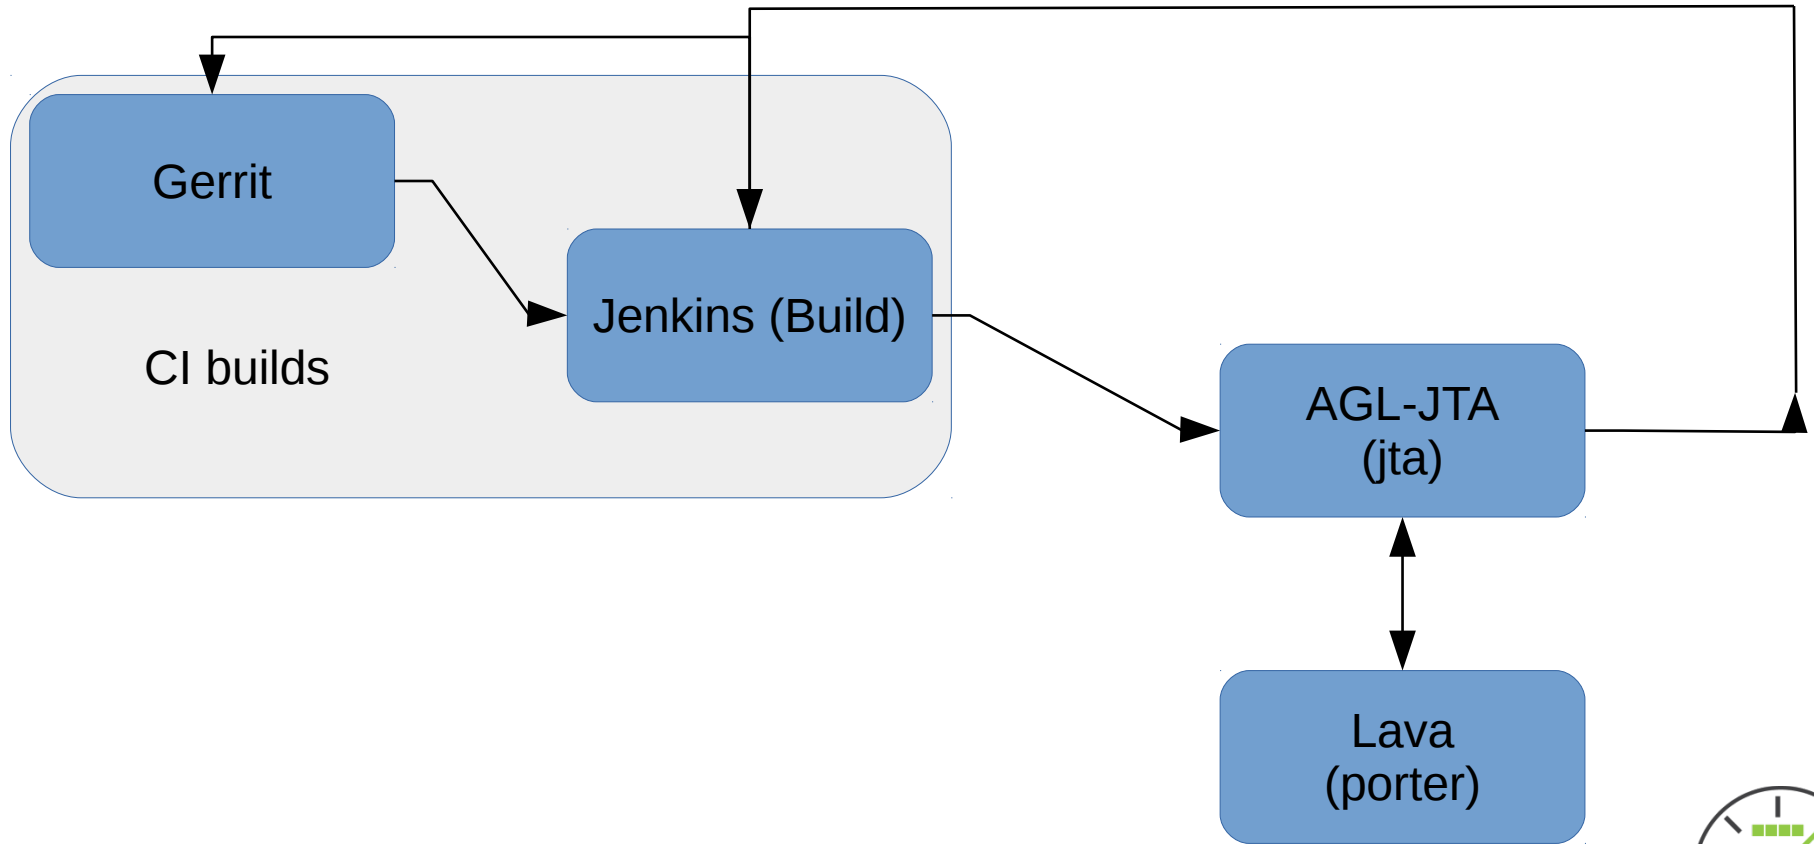 Gerrit
Jenkins (Build)
CI builds
AGL-JTA
(jta)
Lava
(porter)